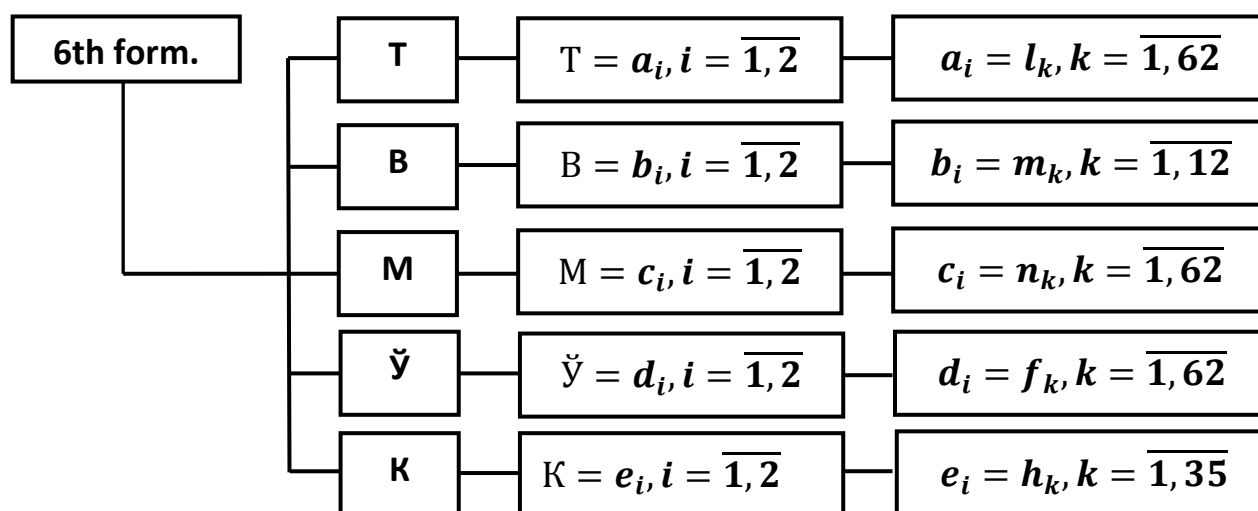 6th form.
Т
Т = a_i, i = \overline{1,2}
a_i = l_k, k = \overline{1,62}
В
В = b_i, i = \overline{1,2}
b_i = m_k, k = \overline{1,12}
М
М = c_i, i = \overline{1,2}
c_i = n_k, k = \overline{1,62}
Ў
Ў = d_i, i = \overline{1,2}
d_i = f_k, k = \overline{1,62}
К
К = e_i, i = \overline{1,2}
e_i = h_k, k = \overline{1,35}